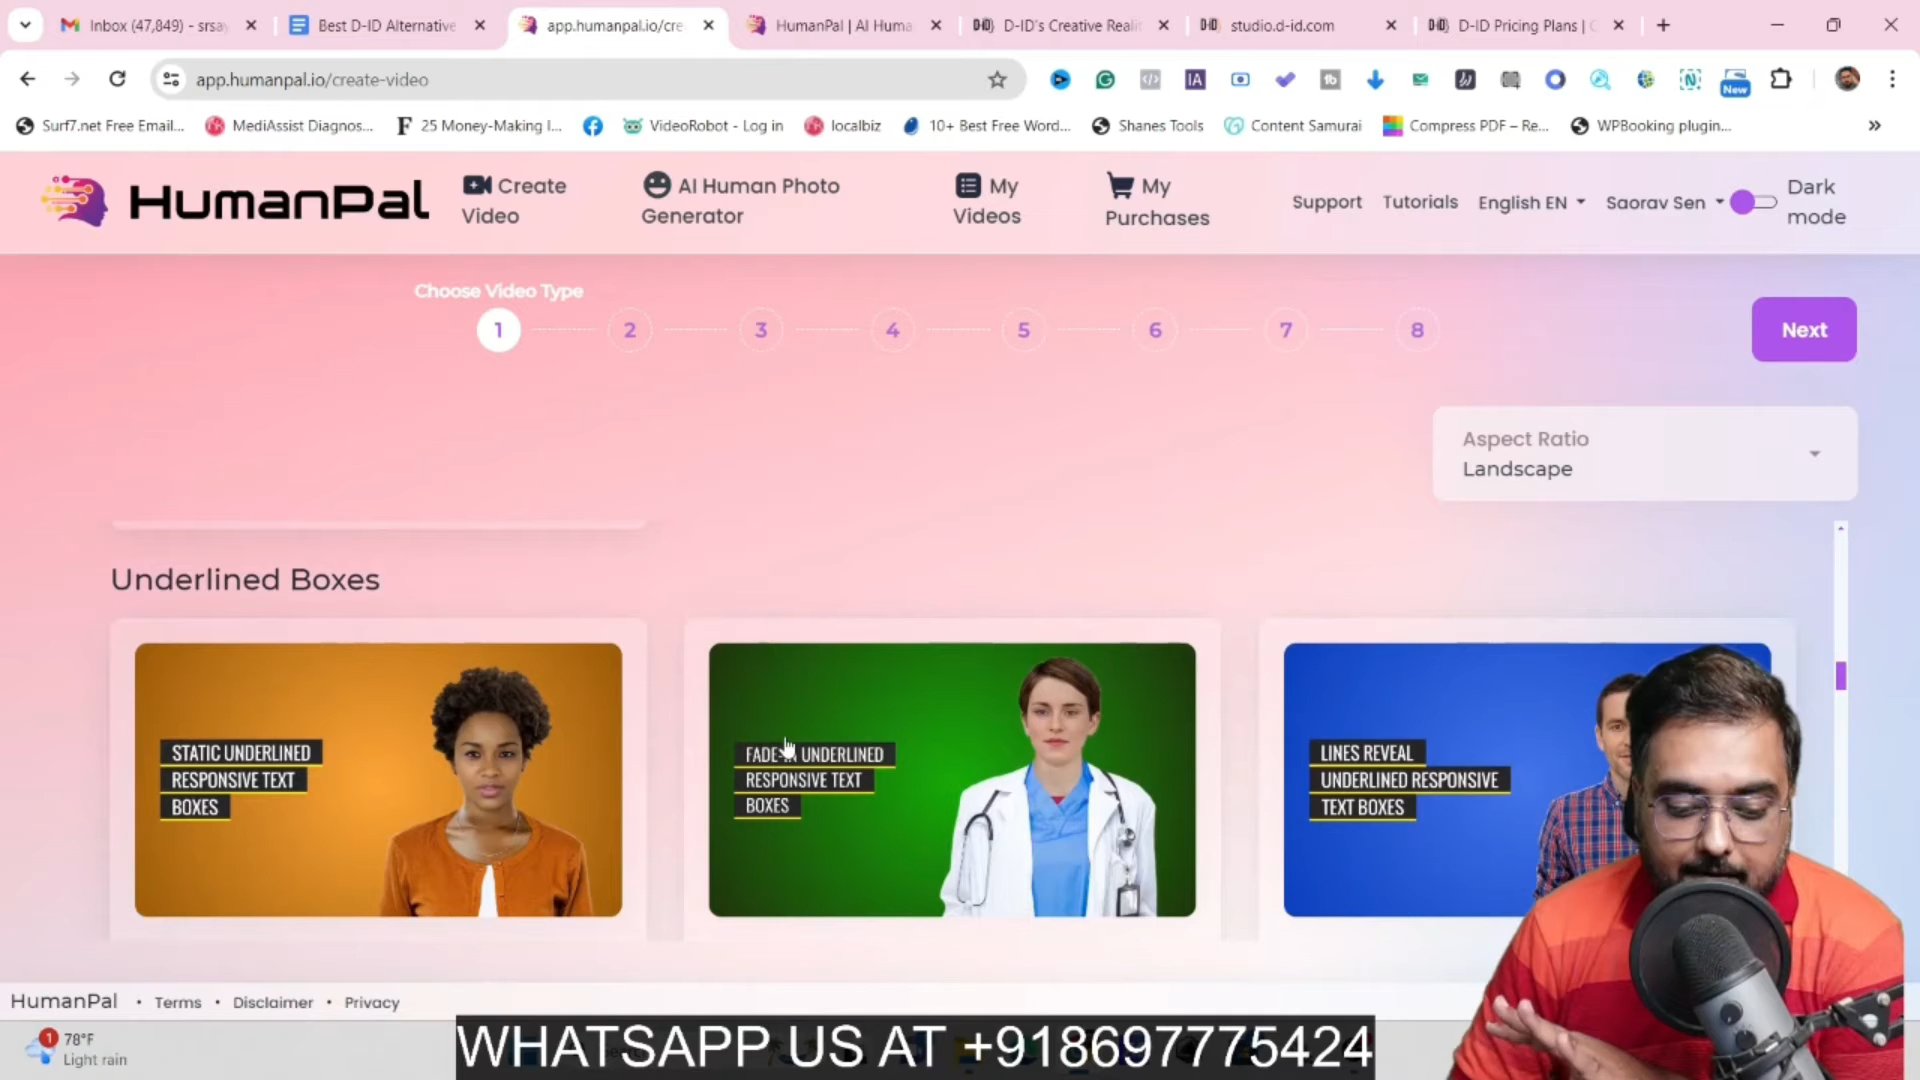 Inbox (47,849) - srsay
Best D-ID Alternative
app.humanpal.io/cre
HumanPal | AI Huma
D-ID's Creative Realit
studio.d-id.com
D-ID Pricing Plans | C
app.humanpal.io/create-video
New
Surf7.net Free Email...
MediAssist Diagnos...
25 Money-Making I...
VideoRobot - Log in
localbiz
10+ Best Free Word...
Shanes Tools
Content Samurai
Compress PDF – Re...
WPBooking plugin...
HumanPal
Create
Video
AI Human Photo
Generator
My
Videos
My
Purchases
Support
Tutorials
English EN
Saorav Sen
Dark
mode
Choose Video Type
1 2 3 4 5 6 7 8
Next
Aspect Ratio
Landscape
Underlined Boxes
STATIC UNDERLINED
RESPONSIVE TEXT
BOXES
FADE-IN UNDERLINED
RESPONSIVE TEXT
BOXES
LINES REVEAL
UNDERLINED RESPONSIVE
TEXT BOXES
HumanPal • Terms • Disclaimer • Privacy
1
78°F
Light rain
WHATSAPP US AT +918697775424